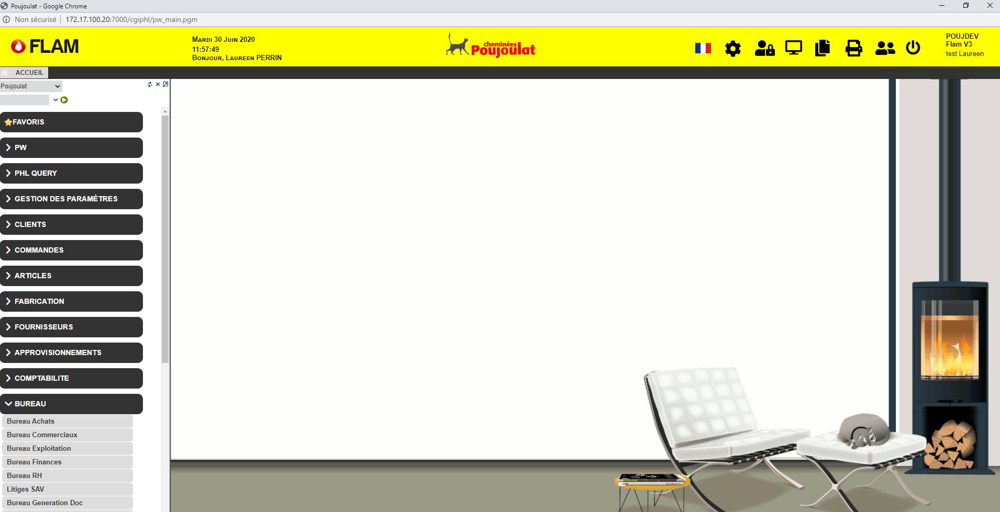 Poujoulat - Google Chrome
Non sécurisé | 172.17.100.20:7000/cgiphl/pw_main.pgm
FLAM
Mardi 30 Juin 2020
11:57:49
Bonjour, Laureen PERRIN
cheminées
Poujoulat
POUJDEV
Flam V3
test Laureen
ACCUEIL
Poujoulat
FAVORIS
PW
PHL QUERY
GESTION DES PARAMÈTRES
CLIENTS
COMMANDES
ARTICLES
FABRICATION
FOURNISSEURS
APPROVISIONNEMENTS
COMPTABILITE
BUREAU
Bureau Achats
Bureau Commerciaux
Bureau Exploitation
Bureau Finances
Bureau RH
Litiges SAV
Bureau Generation Doc